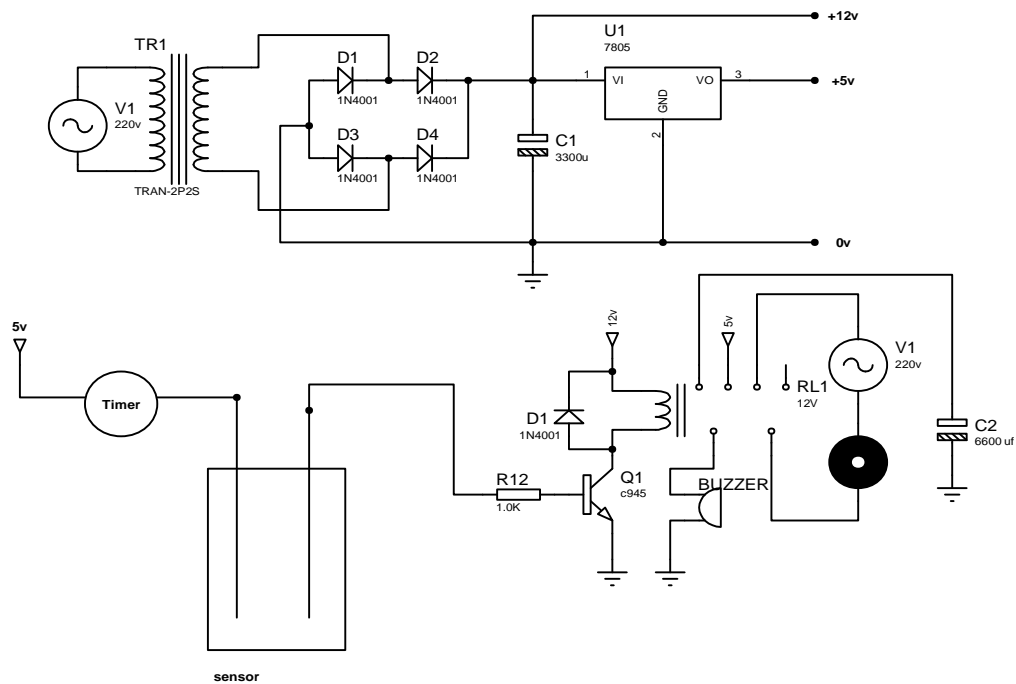 +12v
U1
7805
TR1
D1
D2
1N4001
1N4001
1
VI
VO
3
+5v
GND
2
V1
220v
D3
D4
1N4001
1N4001
C1
3300u
TRAN-2P2S
0v
5v
Timer
sensor
12v
5v
D1
1N4001
RL1
12V
V1
220v
C2
6600 uf
R12
1.0K
Q1
c945
BUZZER